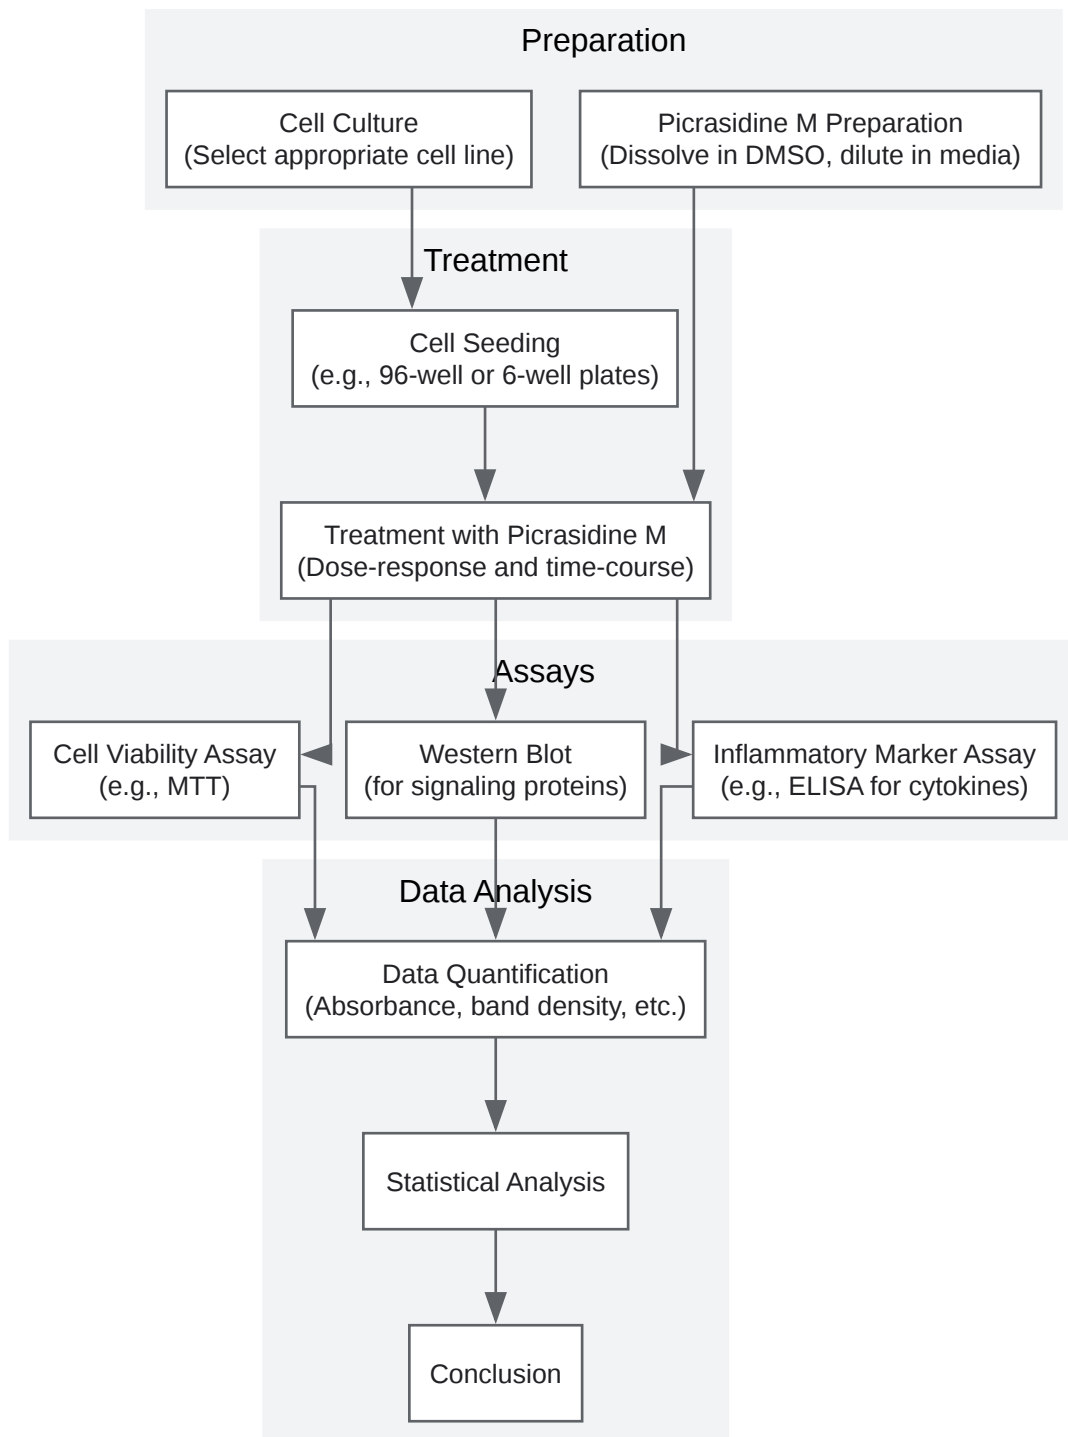 Preparation
Cell Culture
(Select appropriate cell line)
Picrasidine M Preparation
(Dissolve in DMSO, dilute in media)
Treatment
Cell Seeding
(e.g., 96-well or 6-well plates)
Treatment with Picrasidine M
(Dose-response and time-course)
Assays
Cell Viability Assay
(e.g., MTT)
Western Blot
(for signaling proteins)
Inflammatory Marker Assay
(e.g., ELISA for cytokines)
Data Analysis
Data Quantification
(Absorbance, band density, etc.)
Statistical Analysis
Conclusion